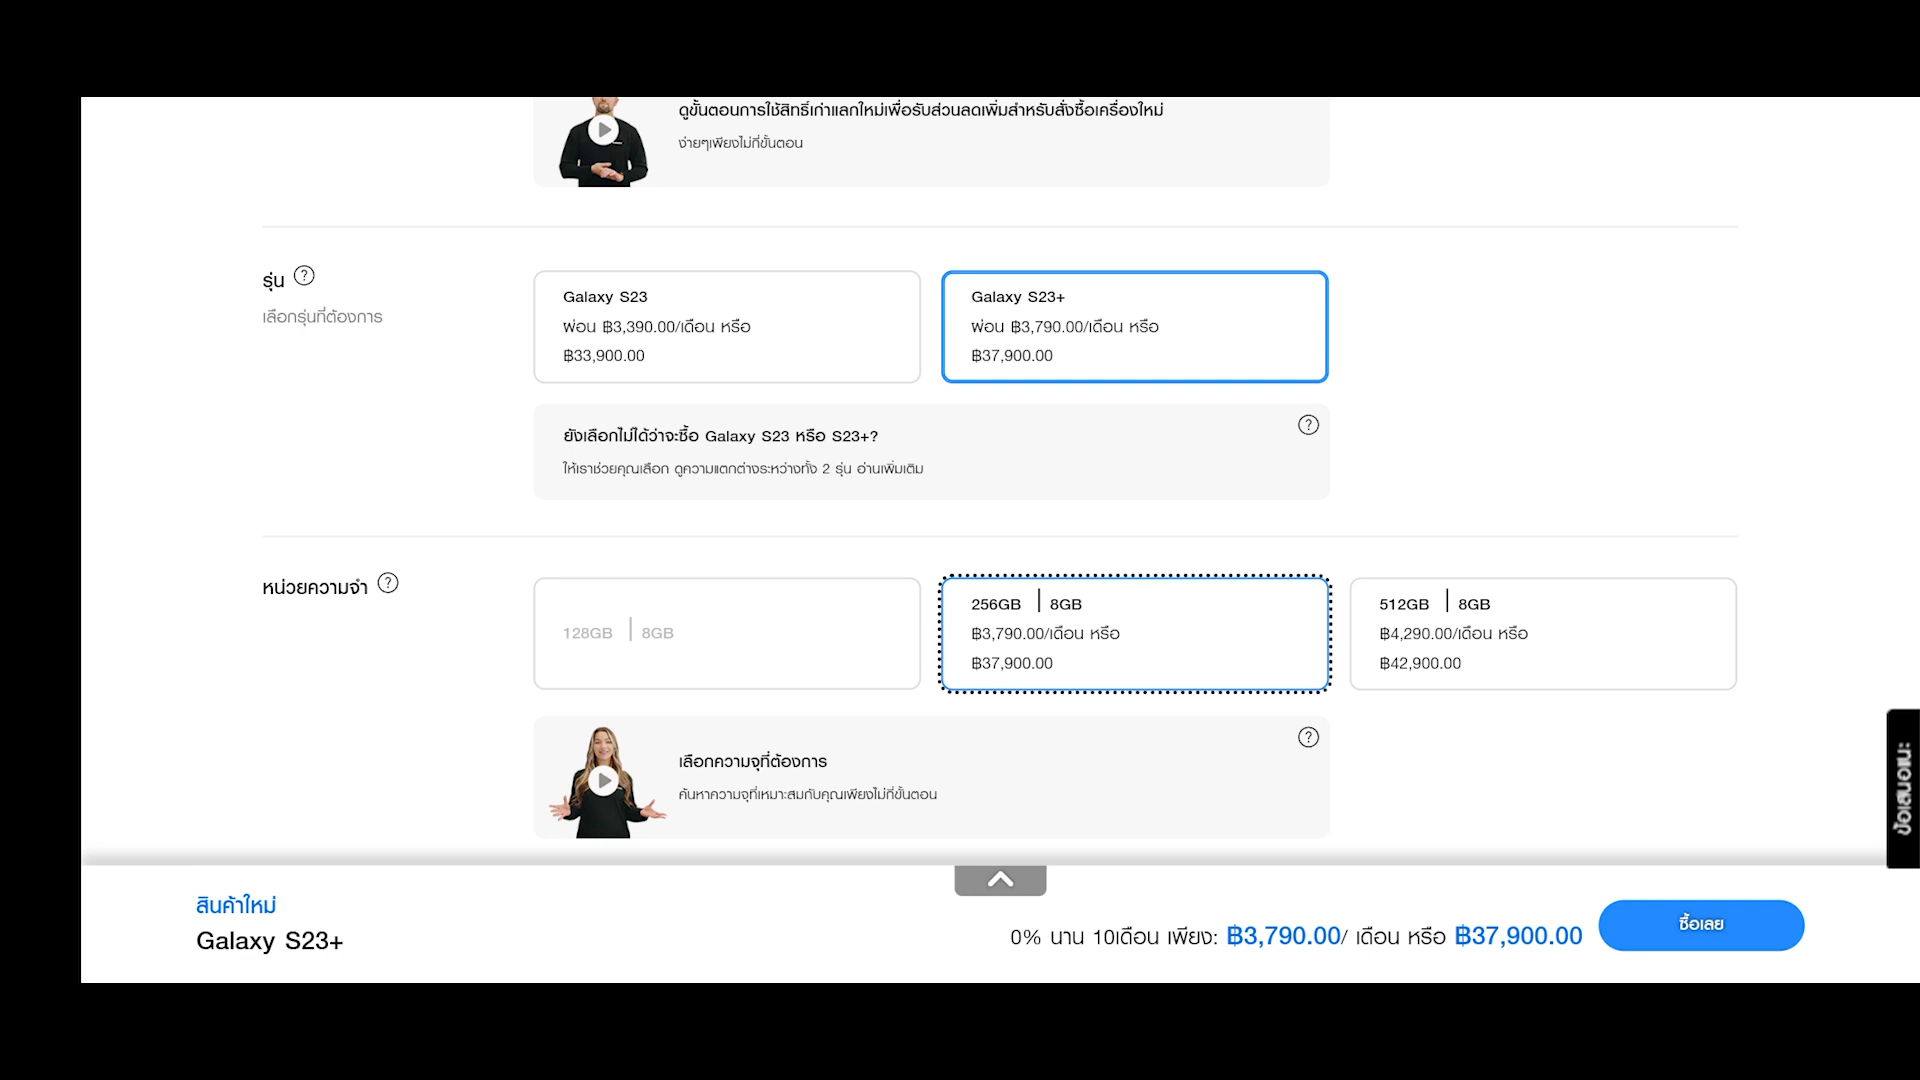 ดูขั้นตอนการใช้สิทธิ์เก่าแลกใหม่เพื่อรับส่วนลดเพิ่มสำหรับสั่งซื้อเครื่องใหม่
ง่ายๆเพียงไม่กี่ขั้นตอน
รุ่น ?
เลือกรุ่นที่ต้องการ
Galaxy S23
ผ่อน ฿3,390.00/เดือน หรือ
฿33,900.00
Galaxy S23+
ผ่อน ฿3,790.00/เดือน หรือ
฿37,900.00
ยังเลือกไม่ได้ว่าจะซื้อ Galaxy S23 หรือ S23+?
?
ให้เราช่วยคุณเลือก ดูความแตกต่างระหว่างทั้ง 2 รุ่น อ่านเพิ่มเติม
หน่วยความจำ ?
128GB | 8GB
256GB | 8GB
฿3,790.00/เดือน หรือ
฿37,900.00
512GB | 8GB
฿4,290.00/เดือน หรือ
฿42,900.00
?
เลือกความจุที่ต้องการ
ค้นหาความจุที่เหมาะสมกับคุณเพียงไม่กี่ขั้นตอน
ข้อเสนอแนะ
สินค้าใหม่
Galaxy S23+
0% นาน 10เดือน เพียง: ฿3,790.00/ เดือน หรือ ฿37,900.00
ซื้อเลย